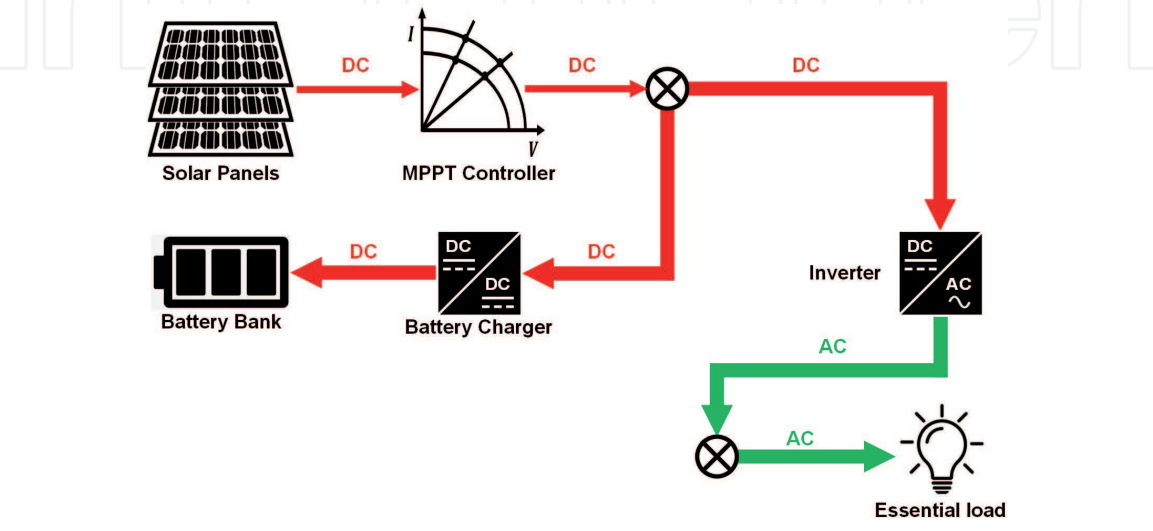 DC
DC
DC
I
V
Solar Panels
MPPT Controller
DC
DC
DC
DC
Battery Bank
Battery Charger
Inverter
DC
AC
AC
AC
Essential load